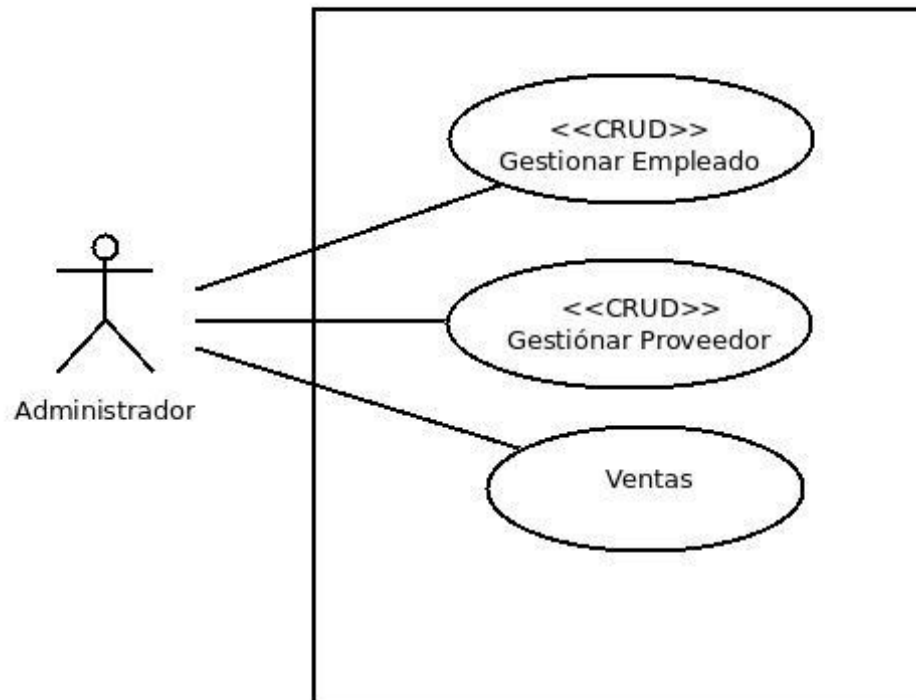 <<CRUD>>
Gestionar Empleado
<<CRUD>>
Gestiónar Proveedor
Administrador
Ventas